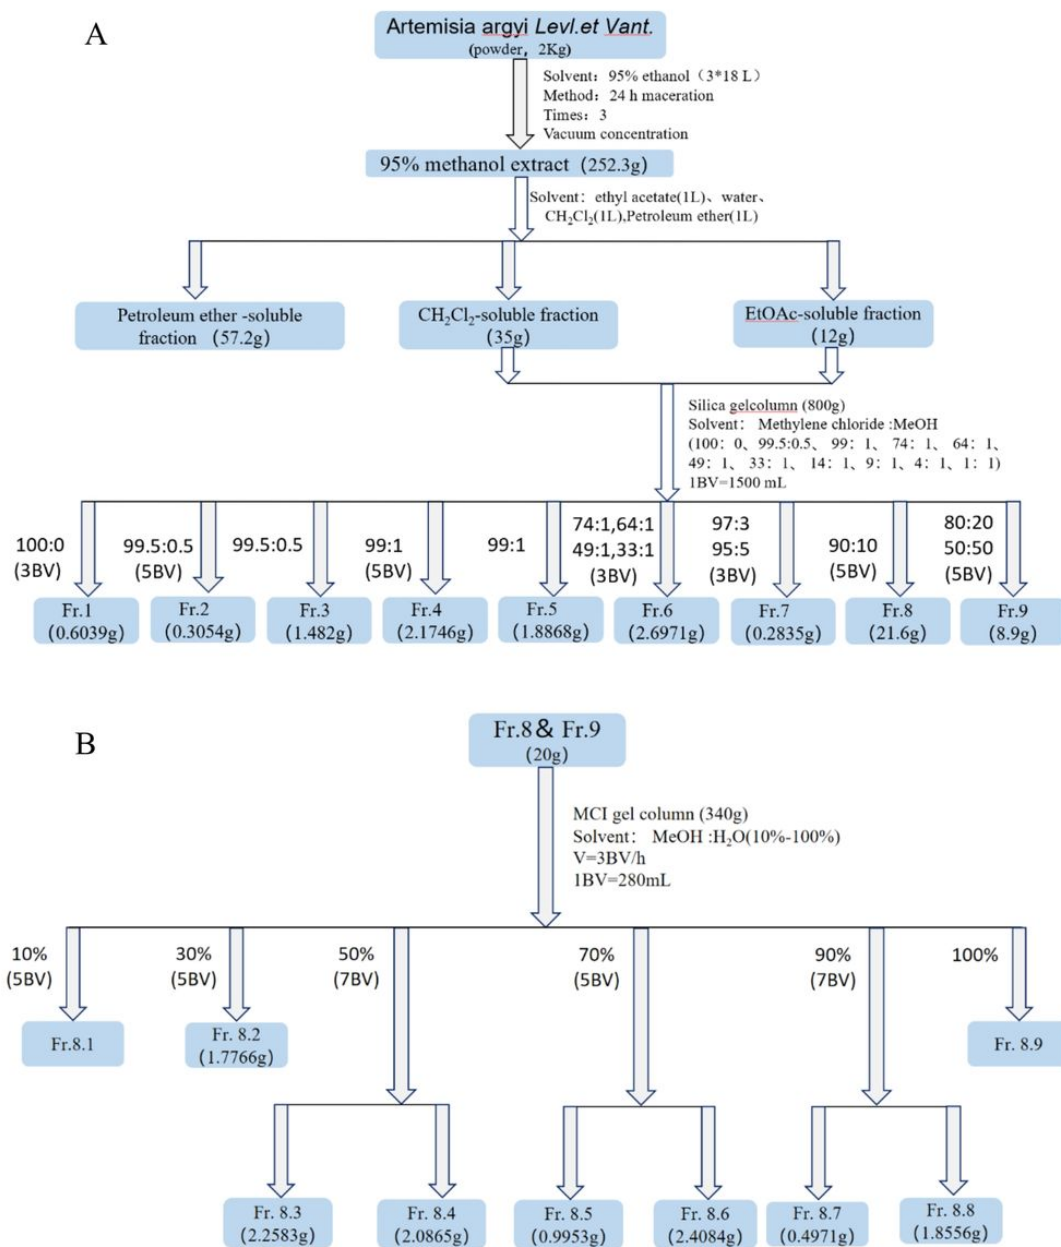 A
Artemisia argyi Levl.et Vant.
(powder，2Kg)
Solvent：95% ethanol（3*18 L）
Method：24 h maceration
Times：3
Vacuum concentration
95% methanol extract（252.3g）
Solvent：ethyl acetate(1L)、water、
CH₂Cl₂(1L),Petroleum ether(1L)
Petroleum ether -soluble
fraction （57.2g）
CH₂Cl₂-soluble fraction
（35g）
EtOAc-soluble fraction
（12g）
Silica gelcolumn (800g)
Solvent： Methylene chloride :MeOH
(100：0、99.5:0.5、99：1、74：1、64：1、
49：1、33：1、14：1、9：1、4：1、1：1)
1BV=1500 mL
100:0
(3BV)
99.5:0.5
(5BV)
99.5:0.5
99:1
(5BV)
99:1
74:1,64:1
49:1,33:1
(3BV)
97:3
95:5
(3BV)
90:10
(5BV)
80:20
50:50
(5BV)
Fr.1
（0.6039g）
Fr.2
（0.3054g）
Fr.3
（1.482g）
Fr.4
（2.1746g）
Fr.5
（1.8868g）
Fr.6
（2.6971g）
Fr.7
（0.2835g）
Fr.8
（21.6g）
Fr.9
（8.9g）
B
Fr.8 & Fr.9
（20g）
MCI gel column (340g)
Solvent： MeOH :H₂O(10%-100%)
V=3BV/h
1BV=280mL
10%
(5BV)
30%
(5BV)
50%
(7BV)
70%
(5BV)
90%
(7BV)
100%
Fr.8.1
Fr. 8.2
（1.7766g）
Fr. 8.9
Fr. 8.3
（2.2583g）
Fr. 8.4
（2.0865g）
Fr. 8.5
（0.9953g）
Fr. 8.6
（2.4084g）
Fr. 8.7
（0.4971g）
Fr. 8.8
（1.8556g）